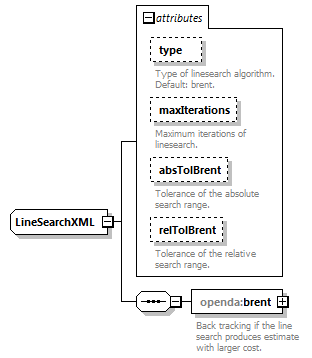 attributes
type
Type of linesearch algorithm.
Default: brent.
maxIterations
Maximum iterations of
linesearch.
absTolBrent
Tolerance of the absolute
search range.
relTolBrent
Tolerance of the relative
search range.
LineSearchXML
openda:brent
Back tracking if the line
search produces estimate
with larger cost.